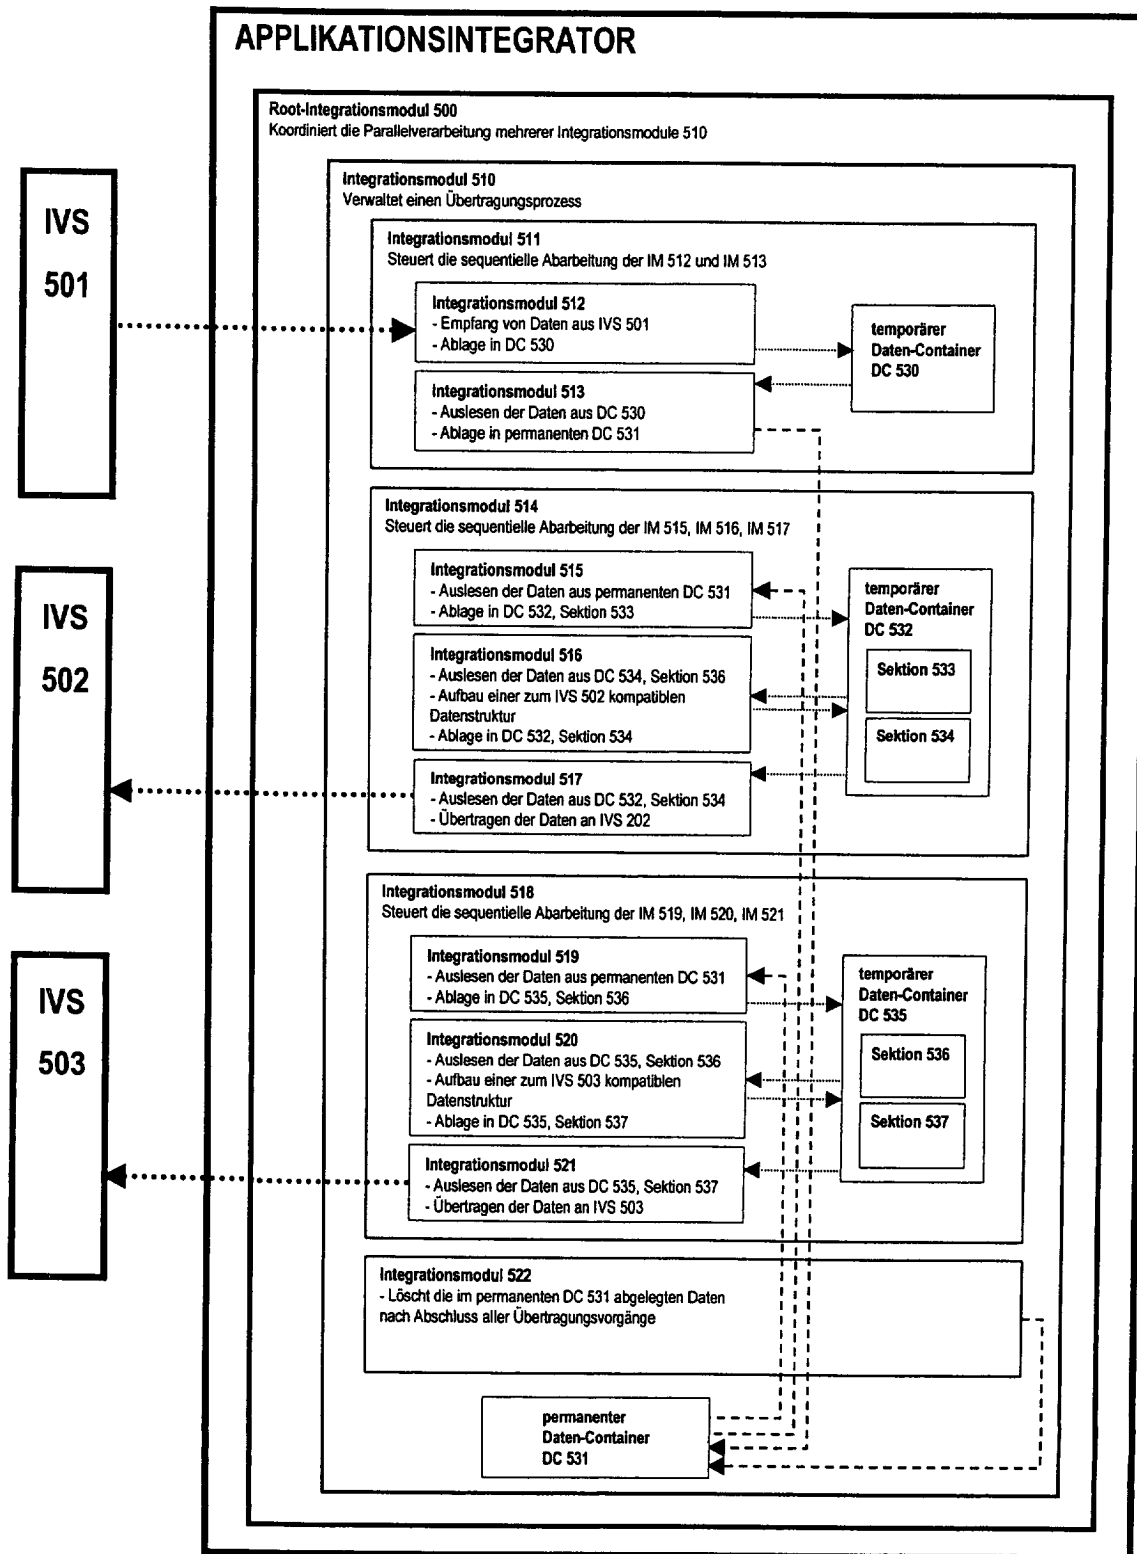 APPLIKATIONSINTEGRATOR
Root-Integrationsmodul 500
Koordiniert die Parallelverarbeitung mehrerer Integrationsmodule 510
Integrationsmodul 510
Verwaltet einen Übertragungsprozess
IVS
501
Integrationsmodul 511
Steuert die sequentielle Abarbeitung der IM 512 und IM 513
Integrationsmodul 512
- Empfang von Daten aus IVS 501
- Ablage in DC 530
temporärer
Daten-Container
DC 530
Integrationsmodul 513
- Auslesen der Daten aus DC 530
- Ablage in permanenten DC 531
Integrationsmodul 514
Steuert die sequentielle Abarbeitung der IM 515, IM 516, IM 517
IVS
502
Integrationsmodul 515
- Auslesen der Daten aus permanenten DC 531
- Ablage in DC 532, Sektion 533
temporärer
Daten-Container
DC 532
Sektion 533
Sektion 534
Integrationsmodul 516
- Auslesen der Daten aus DC 534, Sektion 536
- Aufbau einer zum IVS 502 kompatiblen
Datenstruktur
- Ablage in DC 532, Sektion 534
Integrationsmodul 517
- Auslesen der Daten aus DC 532, Sektion 534
- Übertragen der Daten an IVS 202
Integrationsmodul 518
Steuert die sequentielle Abarbeitung der IM 519, IM 520, IM 521
IVS
503
Integrationsmodul 519
- Auslesen der Daten aus permanenten DC 531
- Ablage in DC 535, Sektion 536
temporärer
Daten-Container
DC 535
Sektion 536
Sektion 537
Integrationsmodul 520
- Auslesen der Daten aus DC 535, Sektion 536
- Aufbau einer zum IVS 503 kompatiblen
Datenstruktur
- Ablage in DC 535, Sektion 537
Integrationsmodul 521
- Auslesen der Daten aus DC 535, Sektion 537
- Übertragen der Daten an IVS 503
Integrationsmodul 522
- Löscht die im permanenten DC 531 abgelegten Daten
nach Abschluss aller Übertragungsvorgänge
permanenter
Daten-Container
DC 531